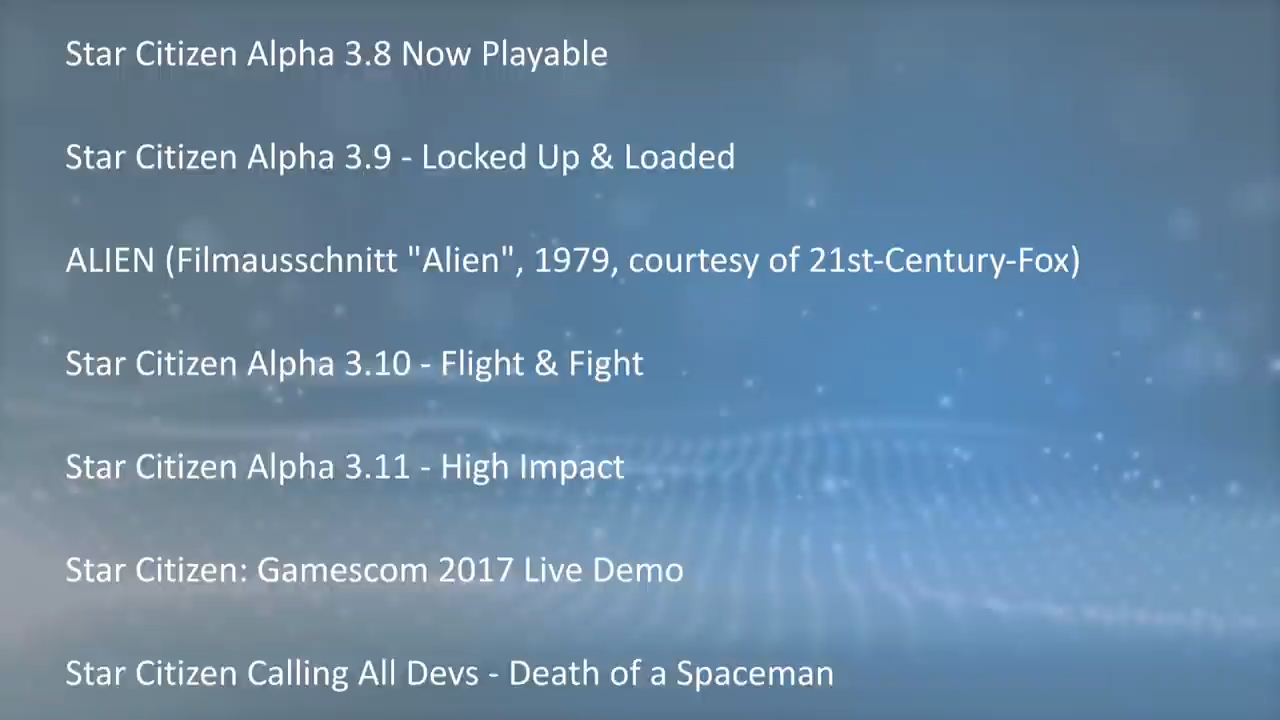 Star Citizen Alpha 3.8 Now Playable
Star Citizen Alpha 3.9 - Locked Up & Loaded
ALIEN (Filmausschnitt "Alien", 1979, courtesy of 21st-Century-Fox)
Star Citizen Alpha 3.10 - Flight & Fight
Star Citizen Alpha 3.11 - High Impact
Star Citizen: Gamescom 2017 Live Demo
Star Citizen Calling All Devs - Death of a Spaceman